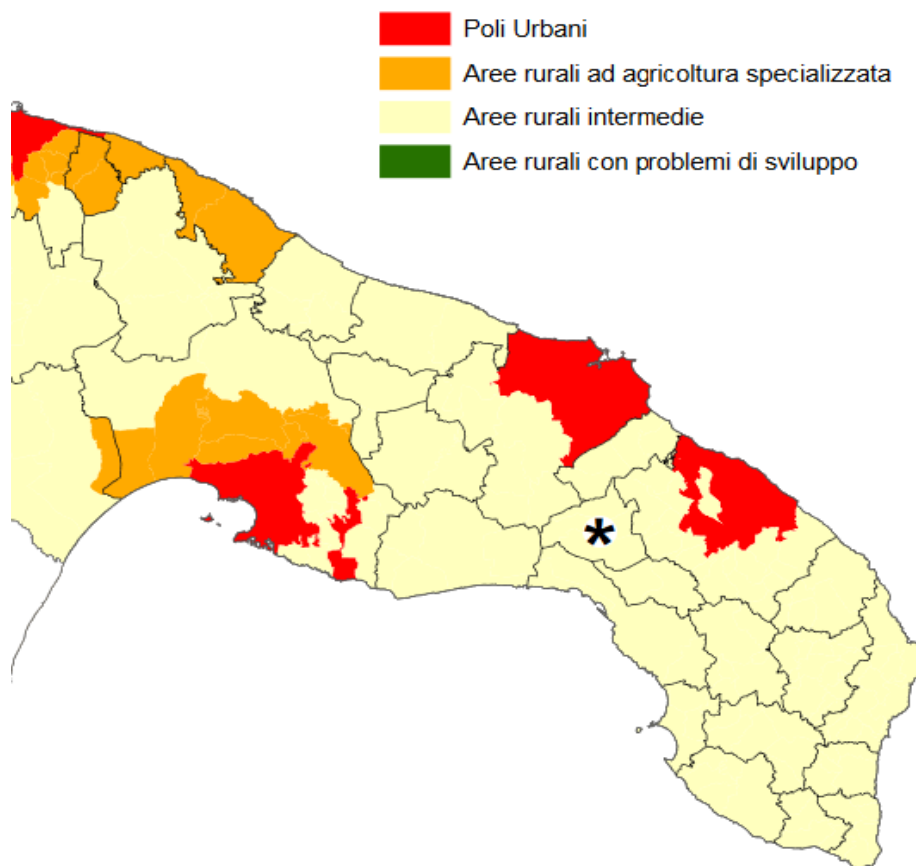 Poli Urbani
Aree rurali ad agricoltura specializzata
Aree rurali intermedie
Aree rurali con problemi di sviluppo
*